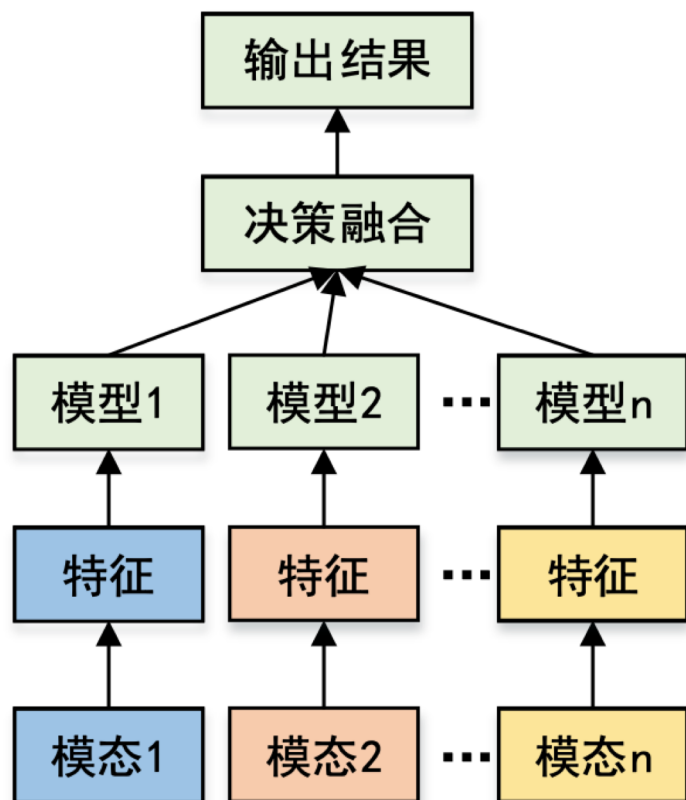 输出结果
决策融合
模型1 模型2 ··· 模型n
特征 特征 ··· 特征
模态1 模态2 ··· 模态n